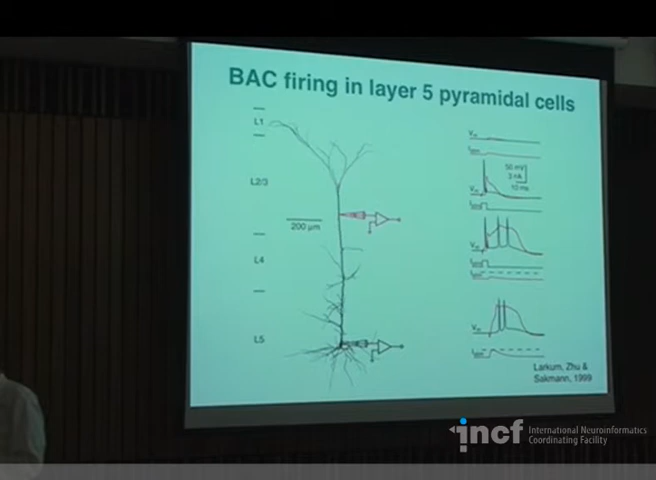 BAC firing in layer 5 pyramidal cells
L1
L2/3
200 µm
L4
L5
50 mV
3 nA
10 ms
Larkum, Zhu &
Sakmann, 1999
incf
International Neuroinformatics
Coordinating Facility